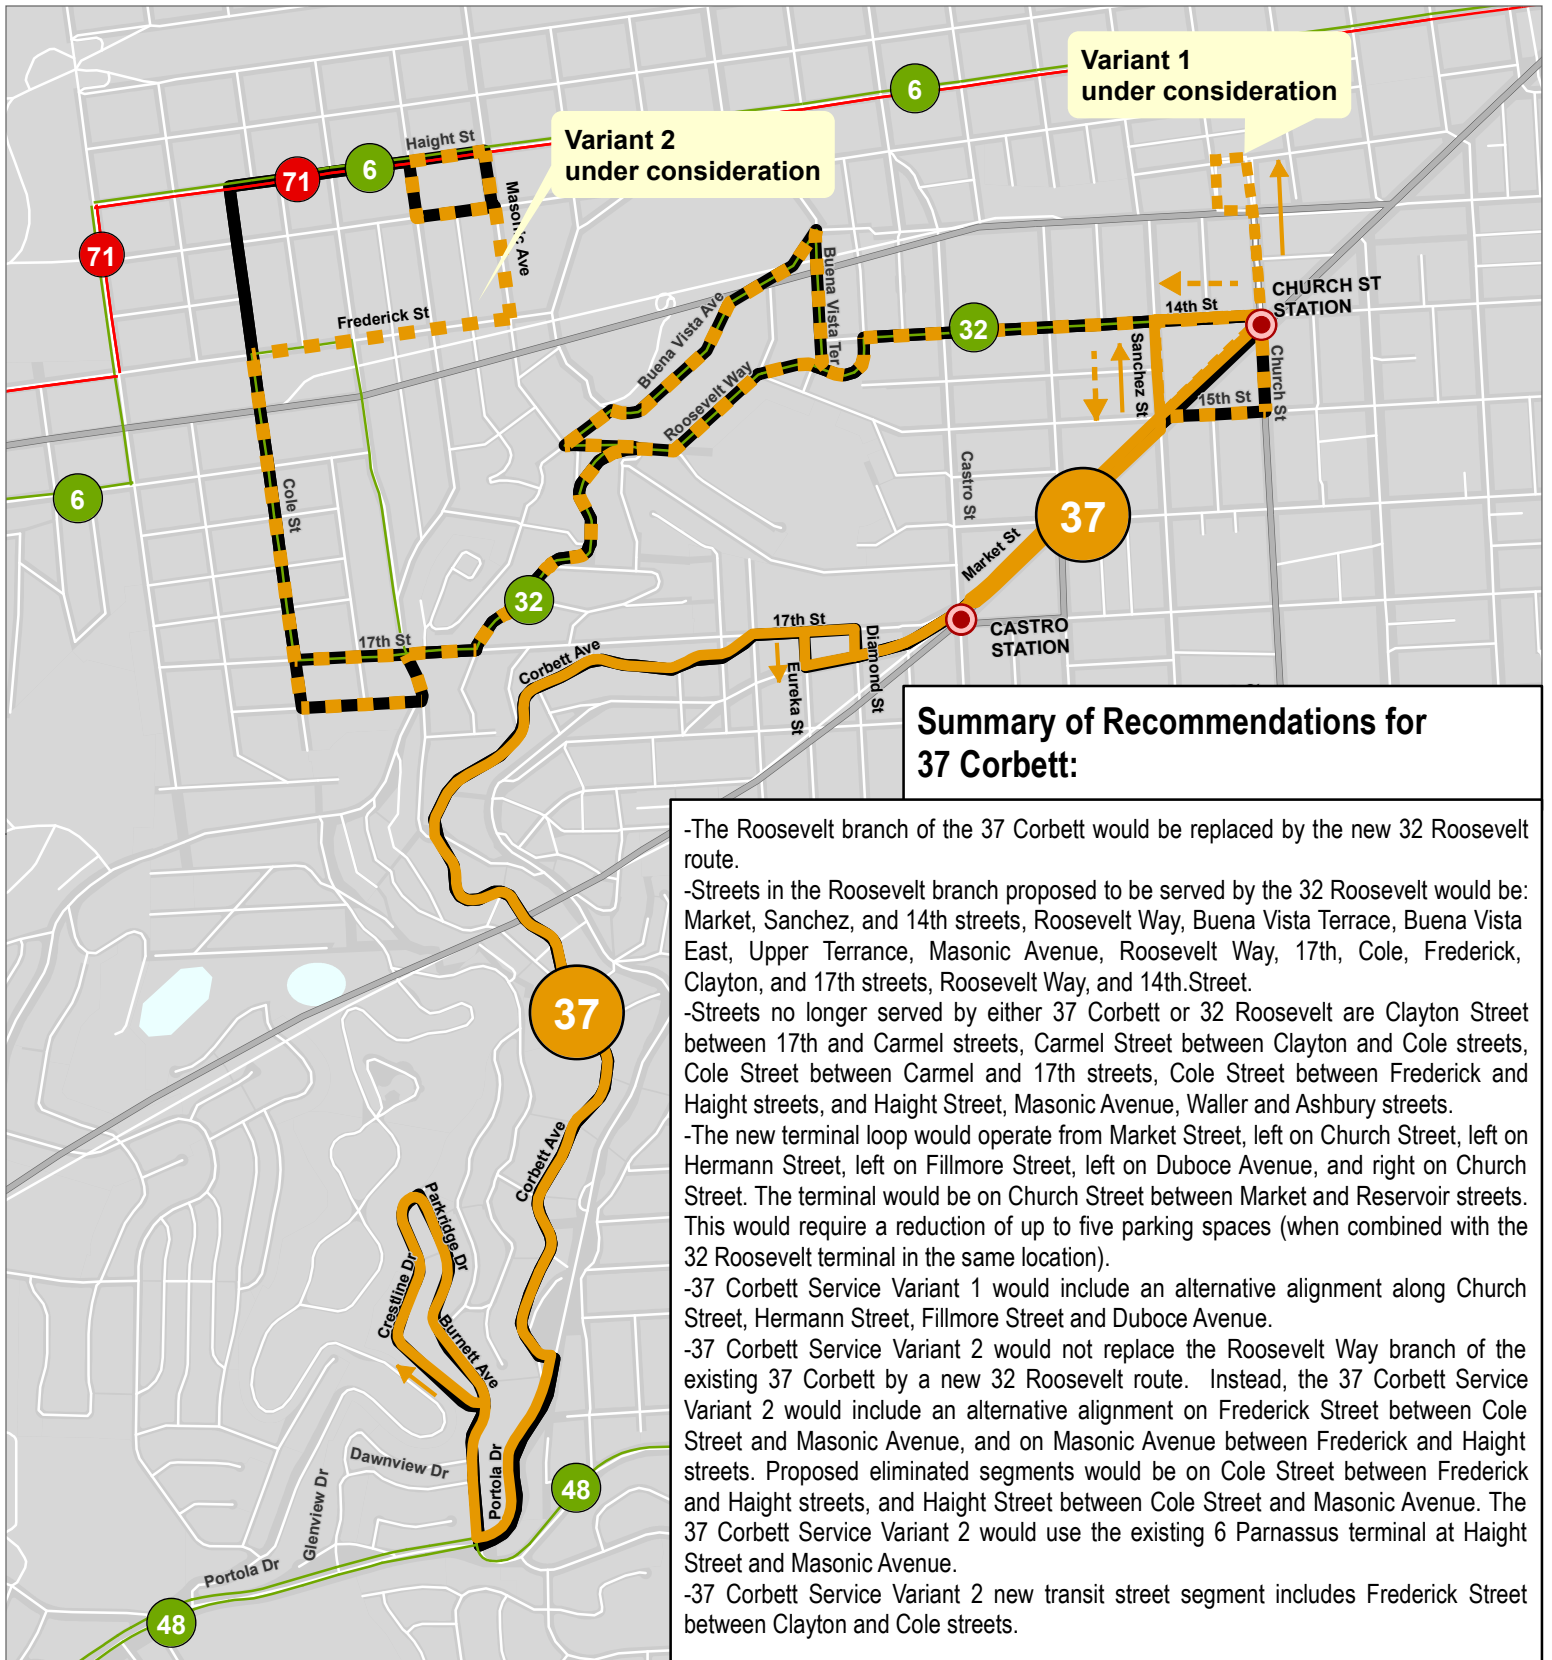 Variant 1
under consideration
6
Variant 2
under consideration
Haight St
6
71
Masonic Ave
71
Buena Vista Ter
CHURCH ST
STATION
14th St
Frederick St
Buena Vista Ave
32
Sanchez St
Church St
Roosevelt Way
15th St
Castro St
6
Cole St
37
Market St
32
17th St
17th St
CASTRO
STATION
Diamond St
Corbett Ave
Eureka St
Summary of Recommendations for
37 Corbett:
-The Roosevelt branch of the 37 Corbett would be replaced by the new 32 Roosevelt
route.
-Streets in the Roosevelt branch proposed to be served by the 32 Roosevelt would be:
Market, Sanchez, and 14th streets, Roosevelt Way, Buena Vista Terrace, Buena Vista
East, Upper Terrance, Masonic Avenue, Roosevelt Way, 17th, Cole, Frederick,
Clayton, and 17th streets, Roosevelt Way, and 14th.Street.
-Streets no longer served by either 37 Corbett or 32 Roosevelt are Clayton Street
between 17th and Carmel streets, Carmel Street between Clayton and Cole streets,
Cole Street between Carmel and 17th streets, Cole Street between Frederick and
Haight streets, and Haight Street, Masonic Avenue, Waller and Ashbury streets.
-The new terminal loop would operate from Market Street, left on Church Street, left on
Hermann Street, left on Fillmore Street, left on Duboce Avenue, and right on Church
Street. The terminal would be on Church Street between Market and Reservoir streets.
This would require a reduction of up to five parking spaces (when combined with the
32 Roosevelt terminal in the same location).
-37 Corbett Service Variant 1 would include an alternative alignment along Church
Street, Hermann Street, Fillmore Street and Duboce Avenue.
-37 Corbett Service Variant 2 would not replace the Roosevelt Way branch of the
existing 37 Corbett by a new 32 Roosevelt route. Instead, the 37 Corbett Service
Variant 2 would include an alternative alignment on Frederick Street between Cole
Street and Masonic Avenue, and on Masonic Avenue between Frederick and Haight
streets. Proposed eliminated segments would be on Cole Street between Frederick
and Haight streets, and Haight Street between Cole Street and Masonic Avenue. The
37 Corbett Service Variant 2 would use the existing 6 Parnassus terminal at Haight
Street and Masonic Avenue.
-37 Corbett Service Variant 2 new transit street segment includes Frederick Street
between Clayton and Cole streets.
37
Corbett Ave
Parkridge Dr
Crestline Dr
Burnett Ave
Dawnview Dr
Portola Dr
Glenview Dr
48
Portola Dr
48